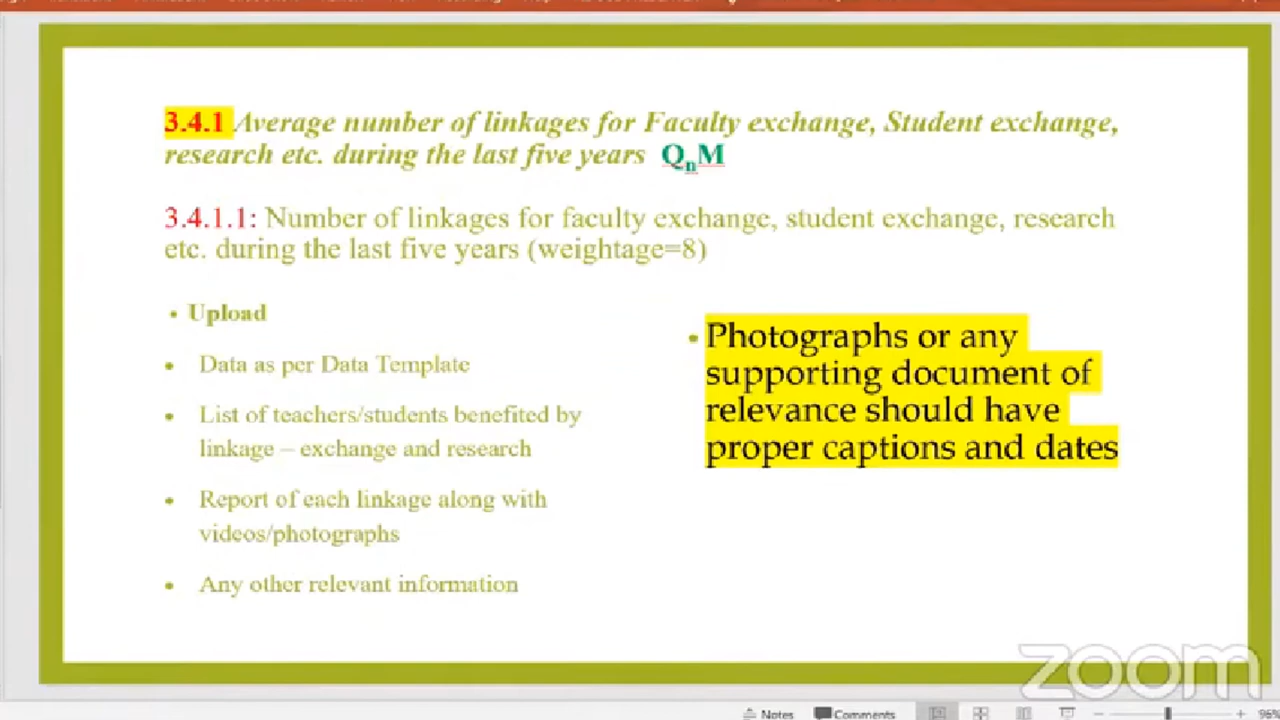 3.4.1 Average number of linkages for Faculty exchange, Student exchange,
research etc. during the last five years QnM
3.4.1.1: Number of linkages for faculty exchange, student exchange, research
etc. during the last five years (weightage=8)
• Upload
• Data as per Data Template
• List of teachers/students benefited by
linkage – exchange and research
• Report of each linkage along with
videos/photographs
• Any other relevant information
• Photographs or any
supporting document of
relevance should have
proper captions and dates
zoom
Notes Comments 96%